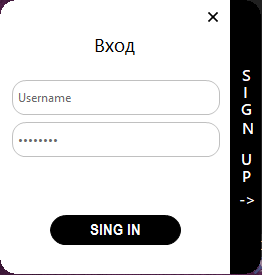 ×
Вход
Username
••••••••
SING IN
SIGN UP ->